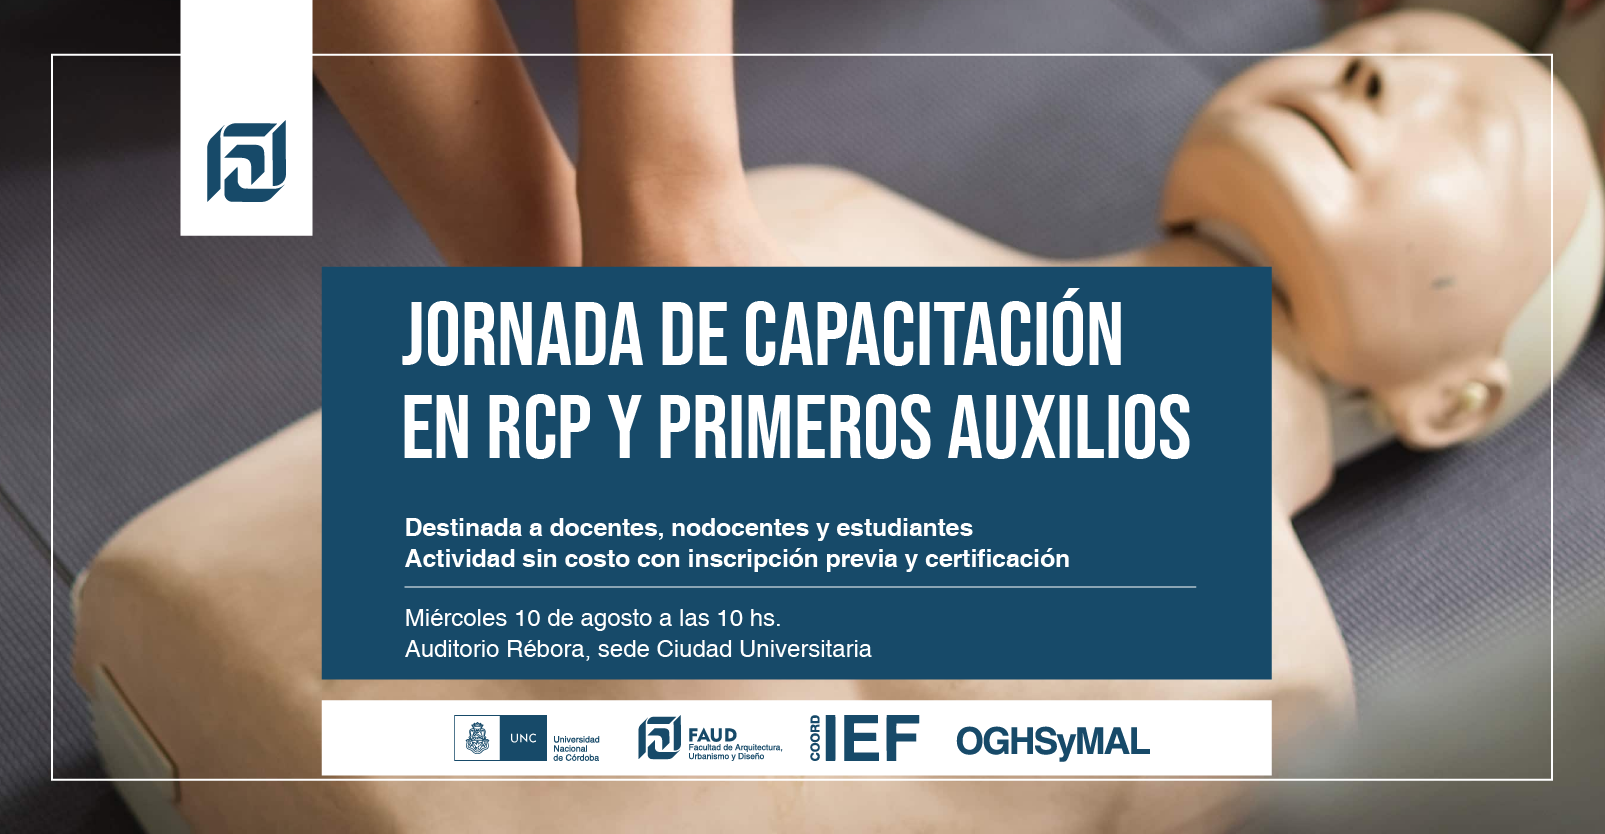 JORNADA DE CAPACITACIÓN
EN RCP Y PRIMEROS AUXILIOS
Destinada a docentes, nodocentes y estudiantes
Actividad sin costo con inscripción previa y certificación
Miércoles 10 de agosto a las 10 hs.
Auditorio Rébora, sede Ciudad Universitaria
UNC
Universidad
Nacional
de Córdoba
FAUD
Facultad de Arquitectura,
Urbanismo y Diseño
COORD
IEF
OGHSyMAL